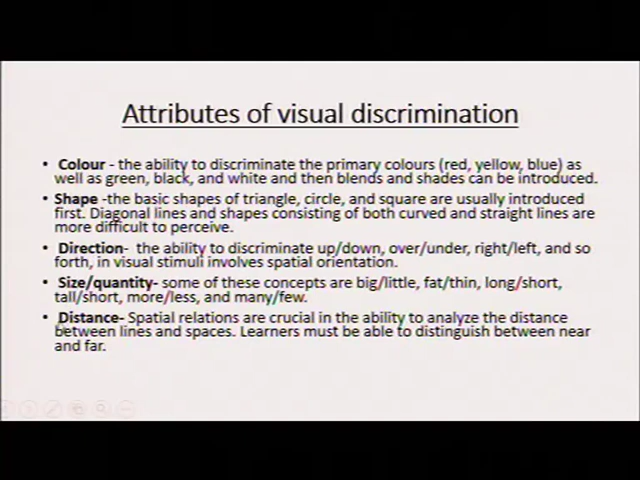 Attributes of visual discrimination
• Colour - the ability to discriminate the primary colours (red, yellow, blue) as
well as green, black, and white and then blends and shades can be introduced.
• Shape -the basic shapes of triangle, circle, and square are usually introduced
first. Diagonal lines and shapes consisting of both curved and straight lines are
more difficult to perceive.
• Direction- the ability to discriminate up/down, over/under, right/left, and so
forth, in visual stimuli involves spatial orientation.
• Size/quantity- some of these concepts are big/little, fat/thin, long/short,
tall/short, more/less, and many/few.
• Distance- Spatial relations are crucial in the ability to analyze the distance
between lines and spaces. Learners must be able to distinguish between near
and far.